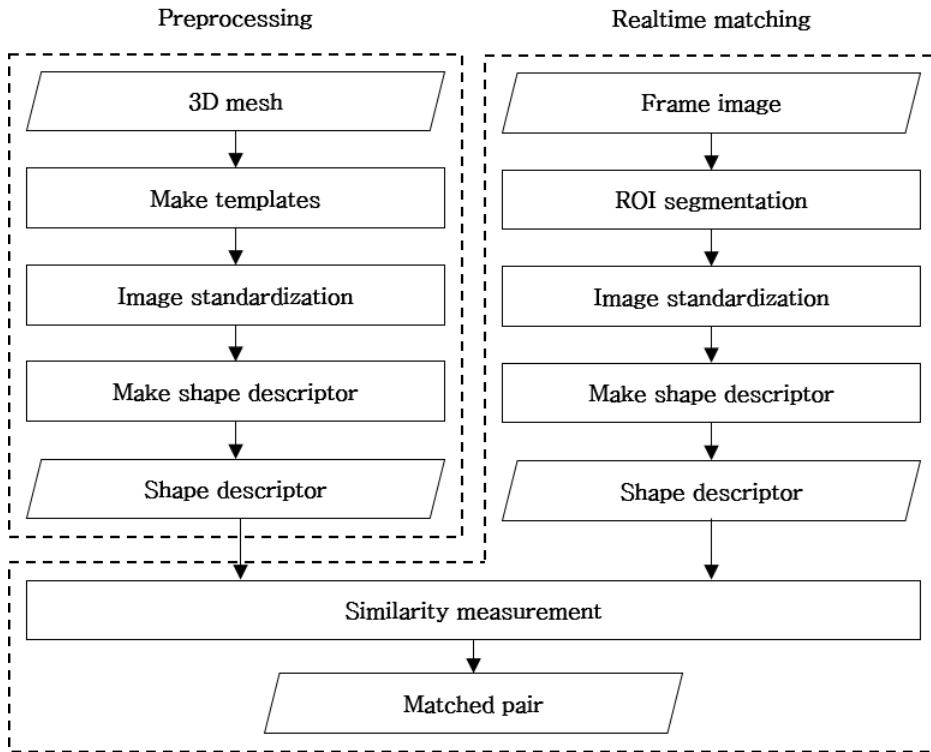 Preprocessing
3D mesh
Make templates
Image standardization
Make shape descriptor
Shape descriptor
Realtime matching
Frame image
ROI segmentation
Image standardization
Make shape descriptor
Shape descriptor
Similarity measurement
Matched pair